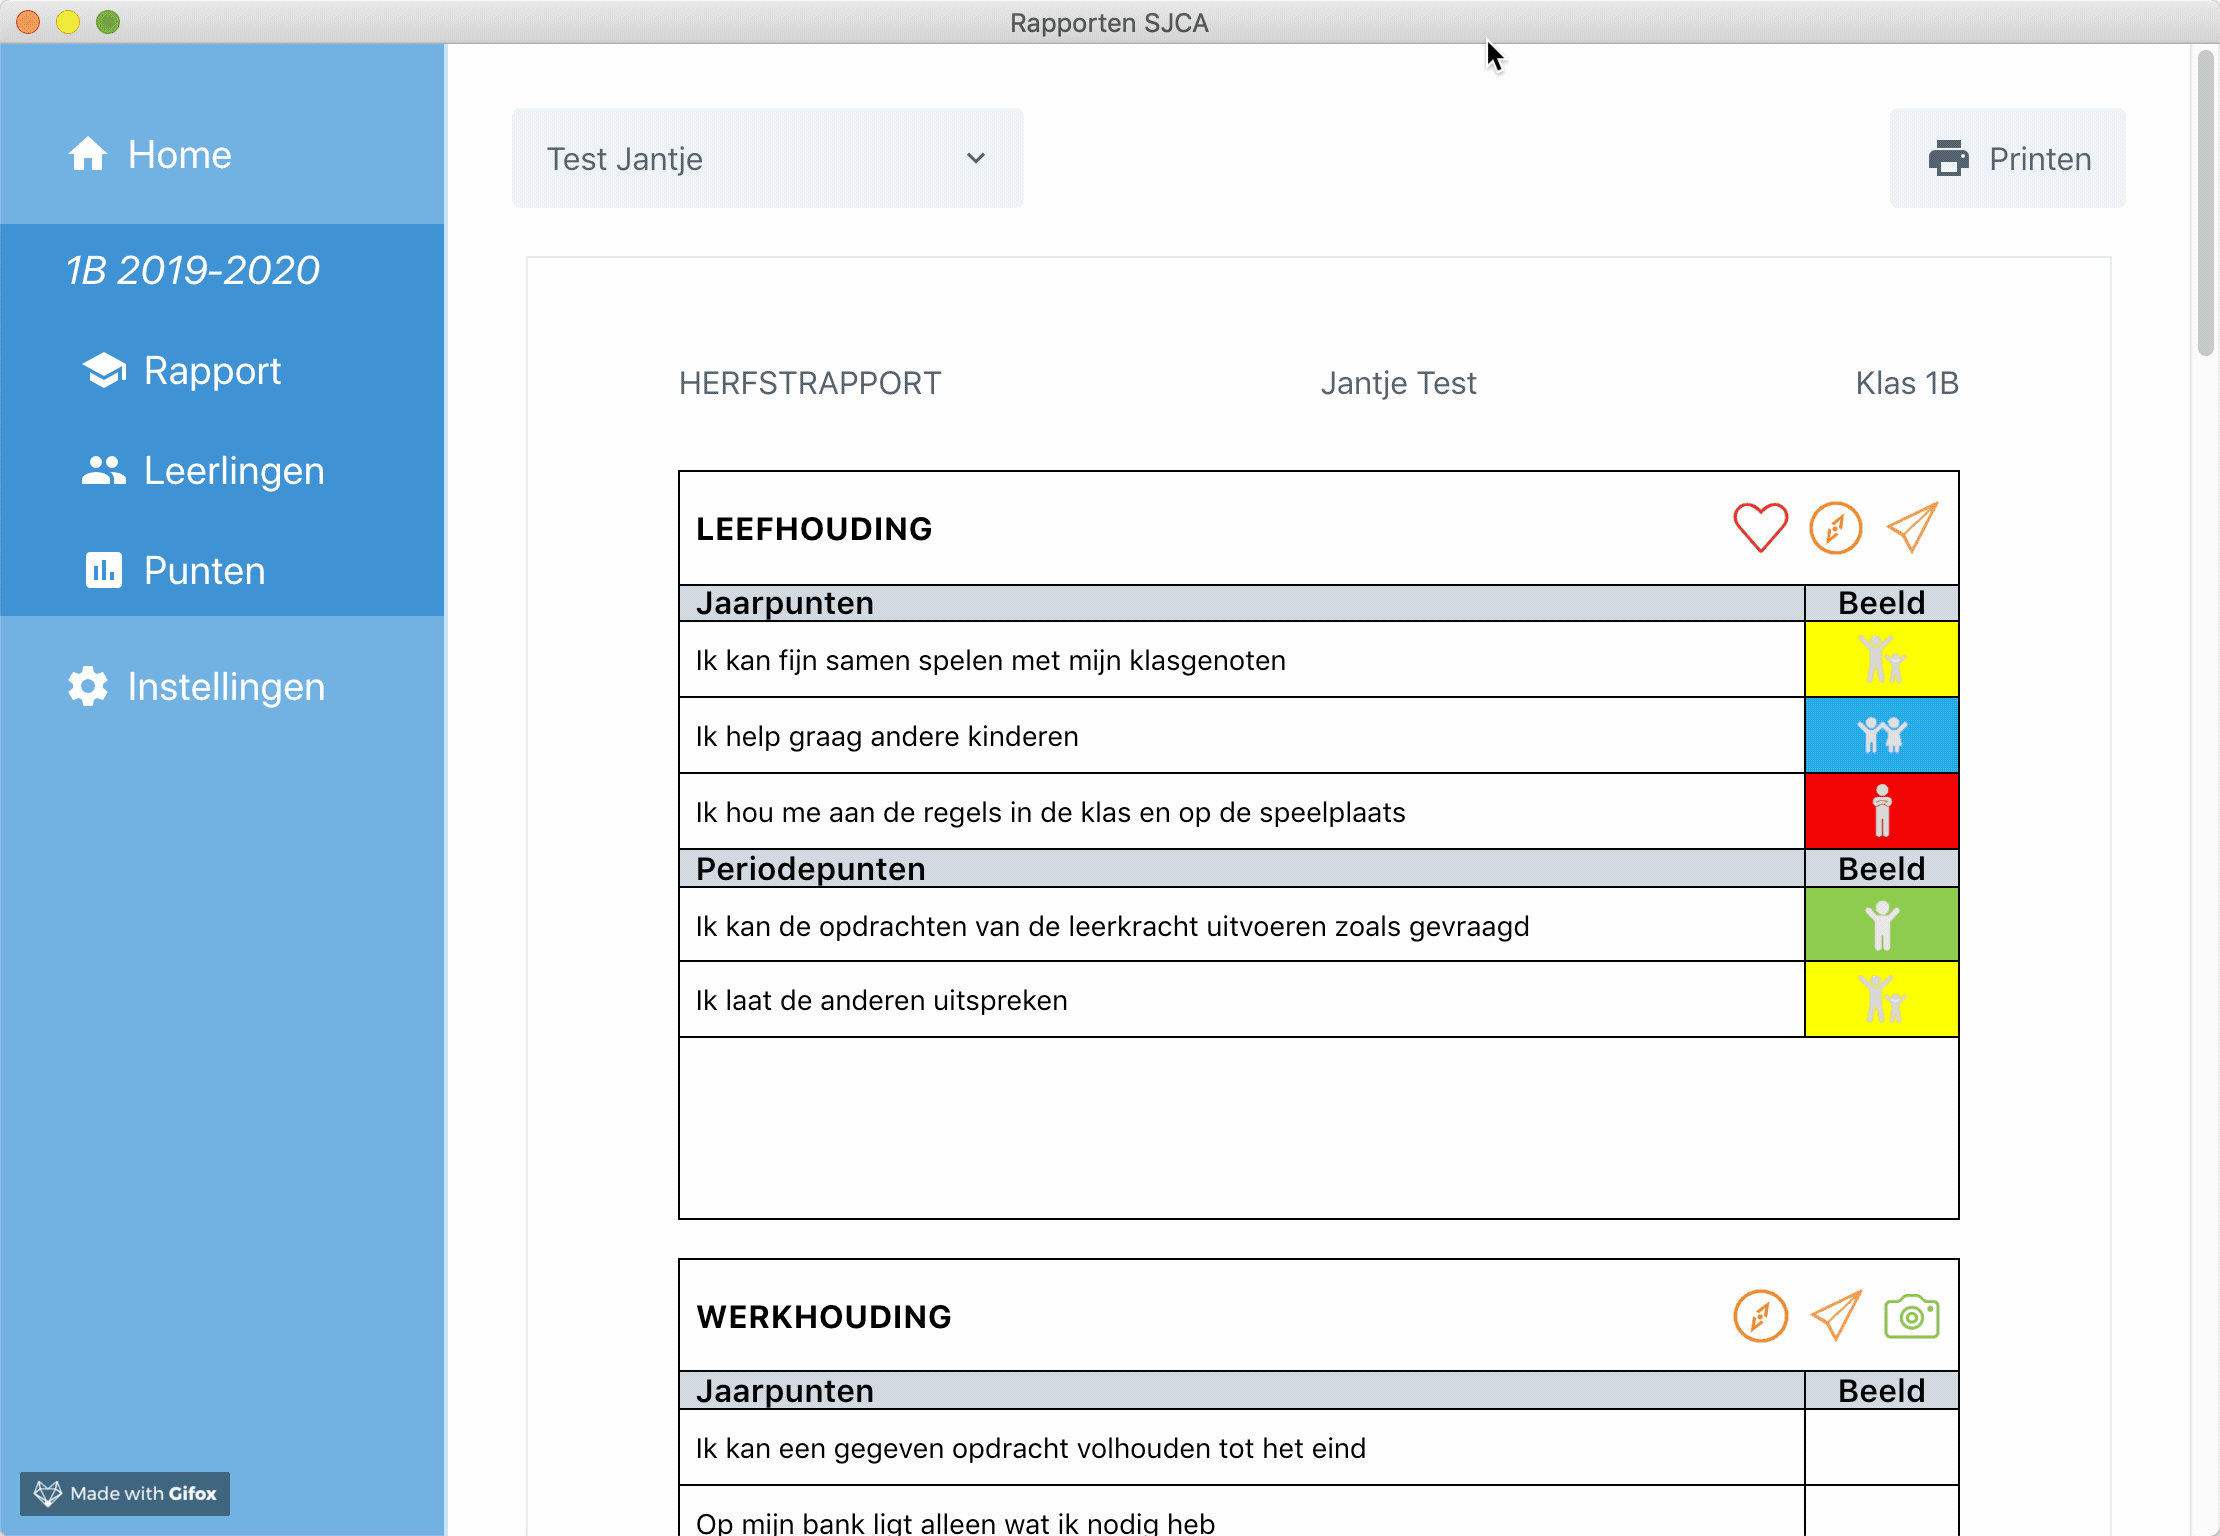 Rapporten SJCA
Home
1B 2019-2020
Rapport
Leerlingen
Punten
Instellingen
Made with Gifox
Test Jantje
Printen
HERFSTRAPPORT Jantje Test Klas 1B
LEEFHOUDING
Jaarpunten Beeld
Ik kan fijn samen spelen met mijn klasgenoten
Ik help graag andere kinderen
Ik hou me aan de regels in de klas en op de speelplaats
Periodepunten Beeld
Ik kan de opdrachten van de leerkracht uitvoeren zoals gevraagd
Ik laat de anderen uitspreken
WERKHOUDING
Jaarpunten Beeld
Ik kan een gegeven opdracht volhouden tot het eind
Op mijn bank ligt alleen wat ik nodig heb